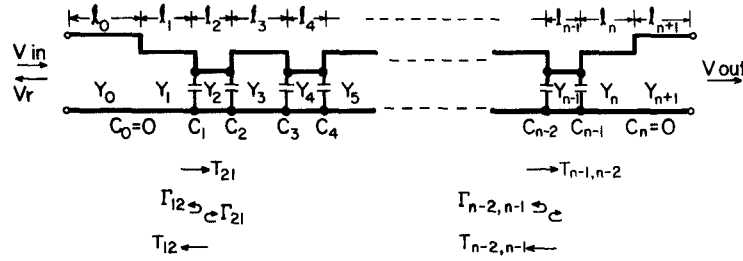 l₀ l₁ l₂ l₃ l₄ lₙ₋₁ lₙ lₙ₊₁
V in
Vr
V out
Y₀ Y₁ Y₂ Y₃ Y₄ Y₅ Yₙ₋₁ Yₙ Yₙ₊₁
C₀=0 C₁ C₂ C₃ C₄ Cₙ₋₂ Cₙ₋₁ Cₙ=0
T₂₁ Tₙ₋₁,ₙ₋₂
Γ₁₂ Γ₂₁ Γₙ₋₂,ₙ₋₁
T₁₂ Tₙ₋₂,ₙ₋₁